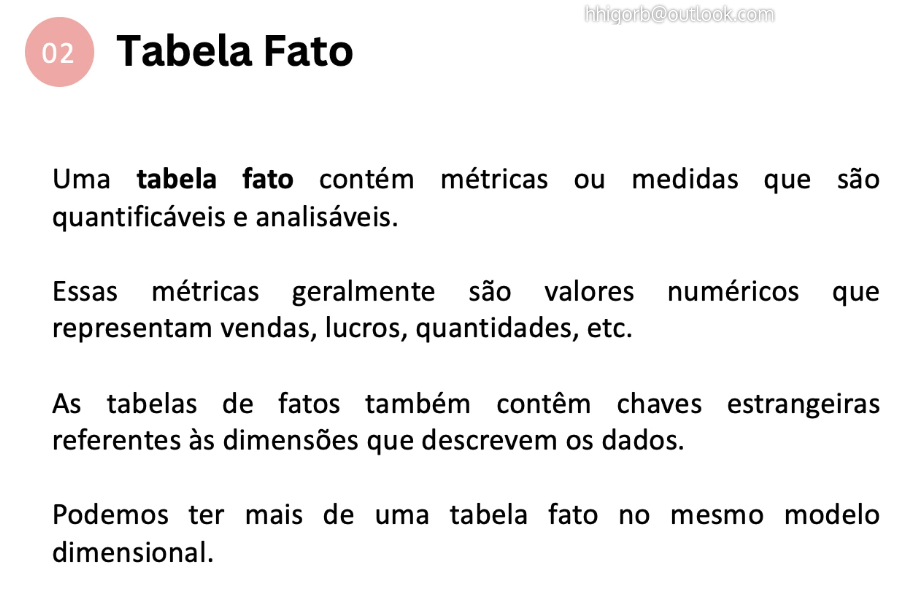 hhigorb@outlook.com
02 Tabela Fato
Uma tabela fato contém métricas ou medidas que são
quantificáveis e analisáveis.
Essas métricas geralmente são valores numéricos que
representam vendas, lucros, quantidades, etc.
As tabelas de fatos também contêm chaves estrangeiras
referentes às dimensões que descrevem os dados.
Podemos ter mais de uma tabela fato no mesmo modelo
dimensional.